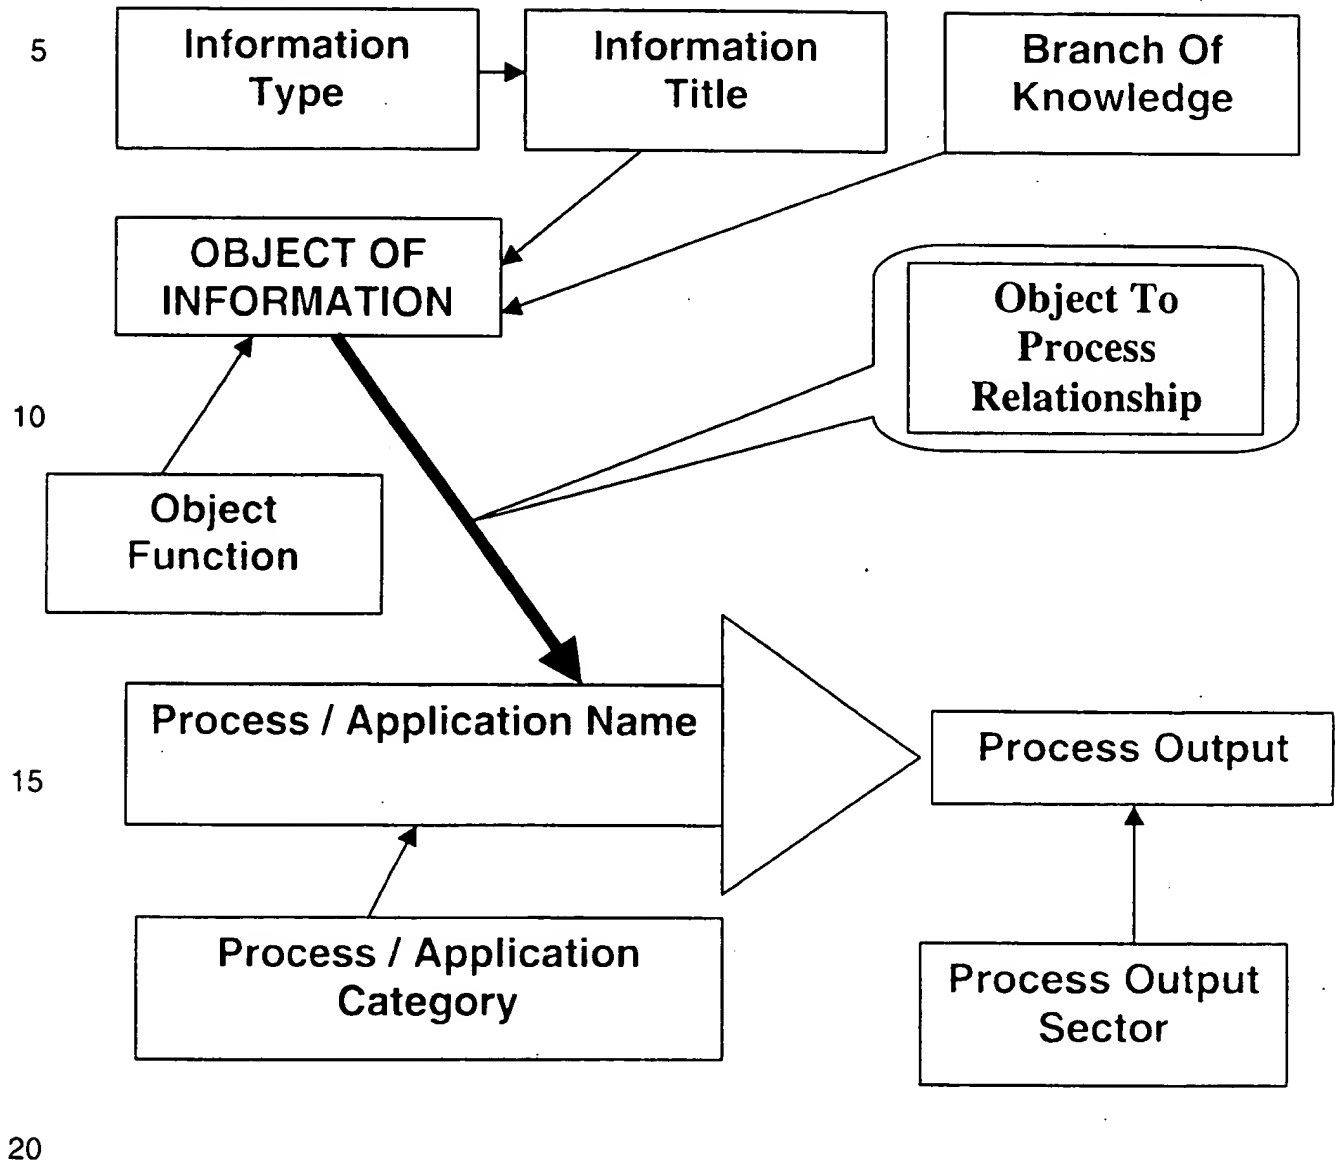 5
Information
Type
Information
Title
Branch Of
Knowledge
OBJECT OF
INFORMATION
Object To
Process
Relationship
10
Object
Function
Process / Application Name
Process Output
15
Process / Application
Category
Process Output
Sector
20